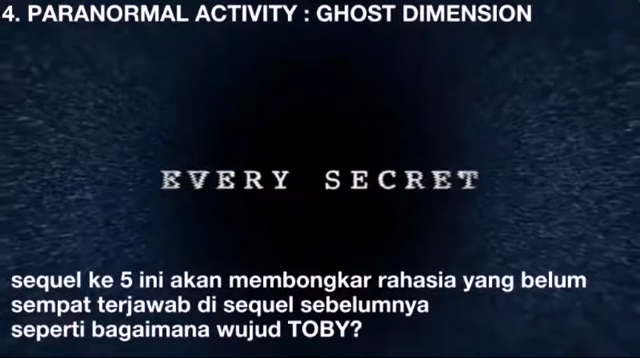 4. PARANORMAL ACTIVITY : GHOST DIMENSION
EVERY SECRET
sequel ke 5 ini akan membongkar rahasia yang belum
sempat terjawab di sequel sebelumnya
seperti bagaimana wujud TOBY?